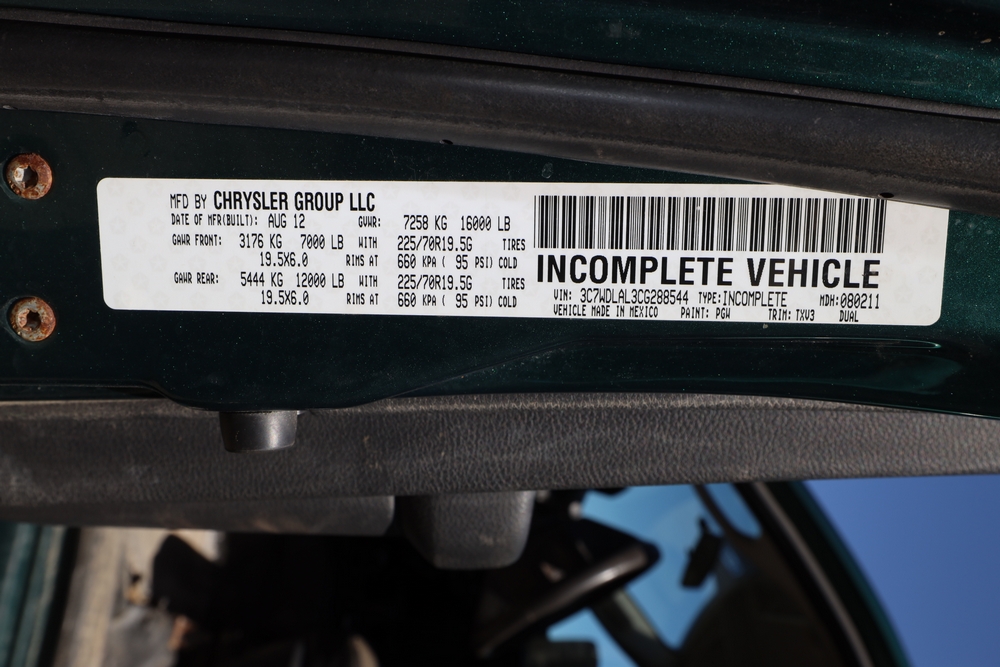 MFD BY CHRYSLER GROUP LLC
DATE OF MFR(BUILT): AUG 12 GVWR: 7258 KG 16000 LB
GAWR FRONT: 3176 KG 7000 LB WITH 225/70R19.5G TIRES
19.5X6.0 RIMS AT 660 KPA ( 95 PSI) COLD
GAWR REAR: 5444 KG 12000 LB WITH 225/70R19.5G TIRES
19.5X6.0 RIMS AT 660 KPA ( 95 PSI) COLD
INCOMPLETE VEHICLE
VIN: 3C7WDLAL3CG288544 TYPE:INCOMPLETE MDH:080211
VEHICLE MADE IN MEXICO PAINT: PGW TRIM: TXV3 DUAL